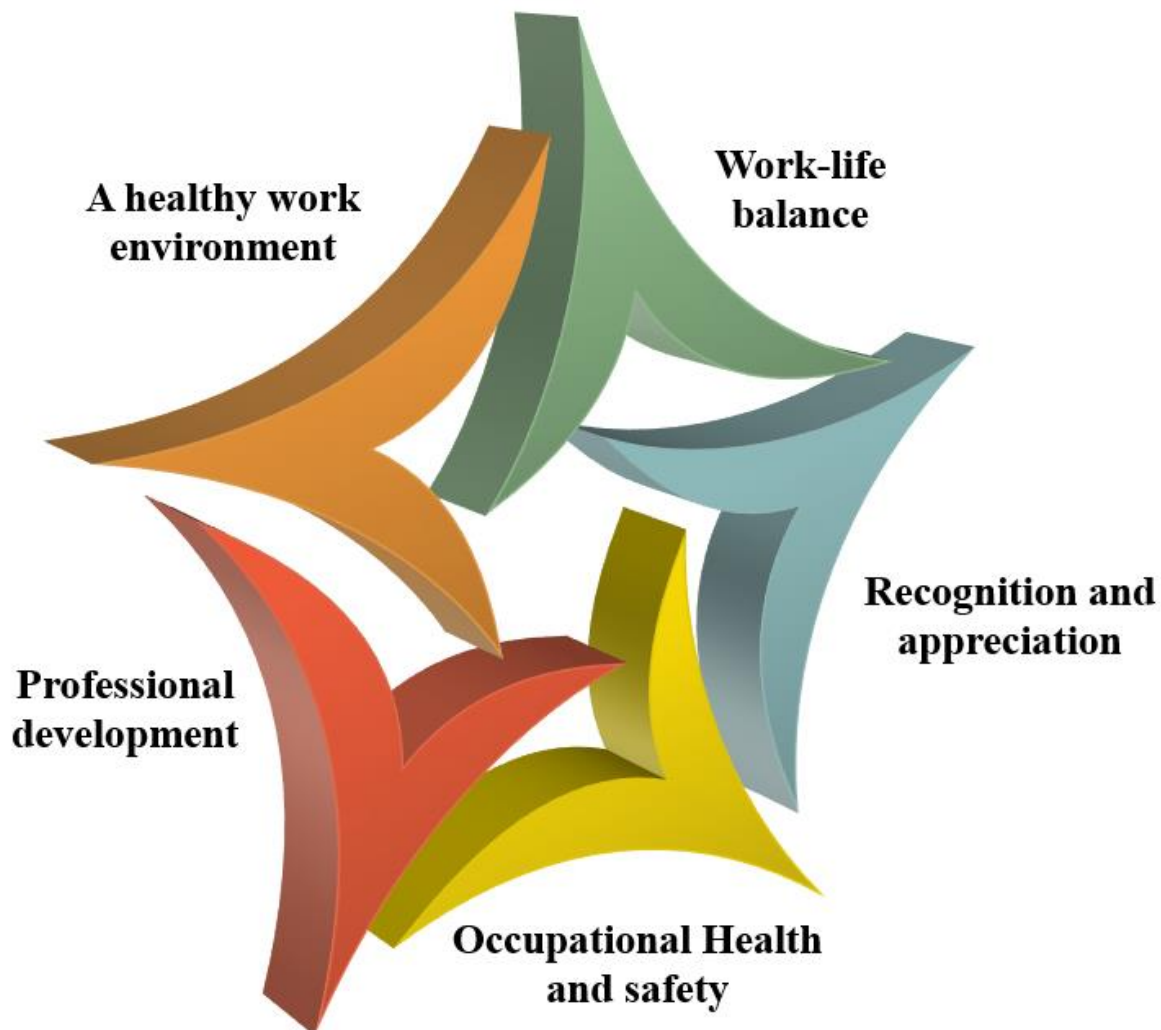 A healthy work
environment
Work-life
balance
Recognition and
appreciation
Professional
development
Occupational Health
and safety